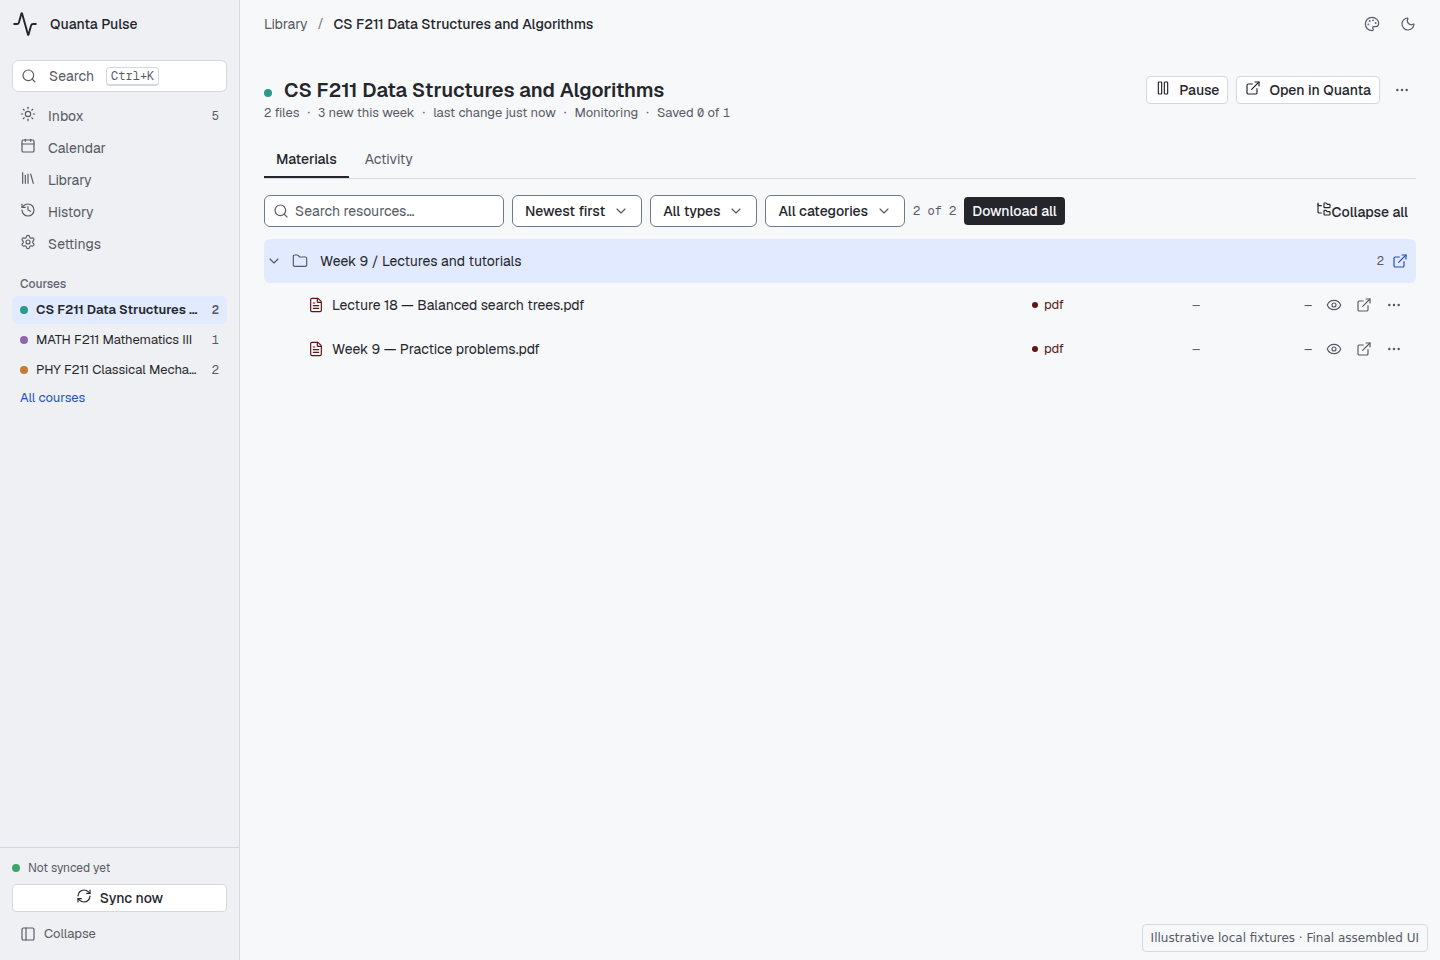 Quanta Pulse
Search Ctrl+K
Inbox 5
Calendar
Library
History
Settings
Courses
CS F211 Data Structures ... 2
MATH F211 Mathematics III 1
PHY F211 Classical Mecha... 2
All courses
Not synced yet
Sync now
Collapse
Library / CS F211 Data Structures and Algorithms
CS F211 Data Structures and Algorithms
Pause
Open in Quanta
2 files · 3 new this week · last change just now · Monitoring · Saved 0 of 1
Materials Activity
Search resources... Newest first All types All categories 2 of 2 Download all Collapse all
Week 9 / Lectures and tutorials 2
Lecture 18 — Balanced search trees.pdf pdf – –
Week 9 — Practice problems.pdf pdf – –
Illustrative local fixtures · Final assembled UI